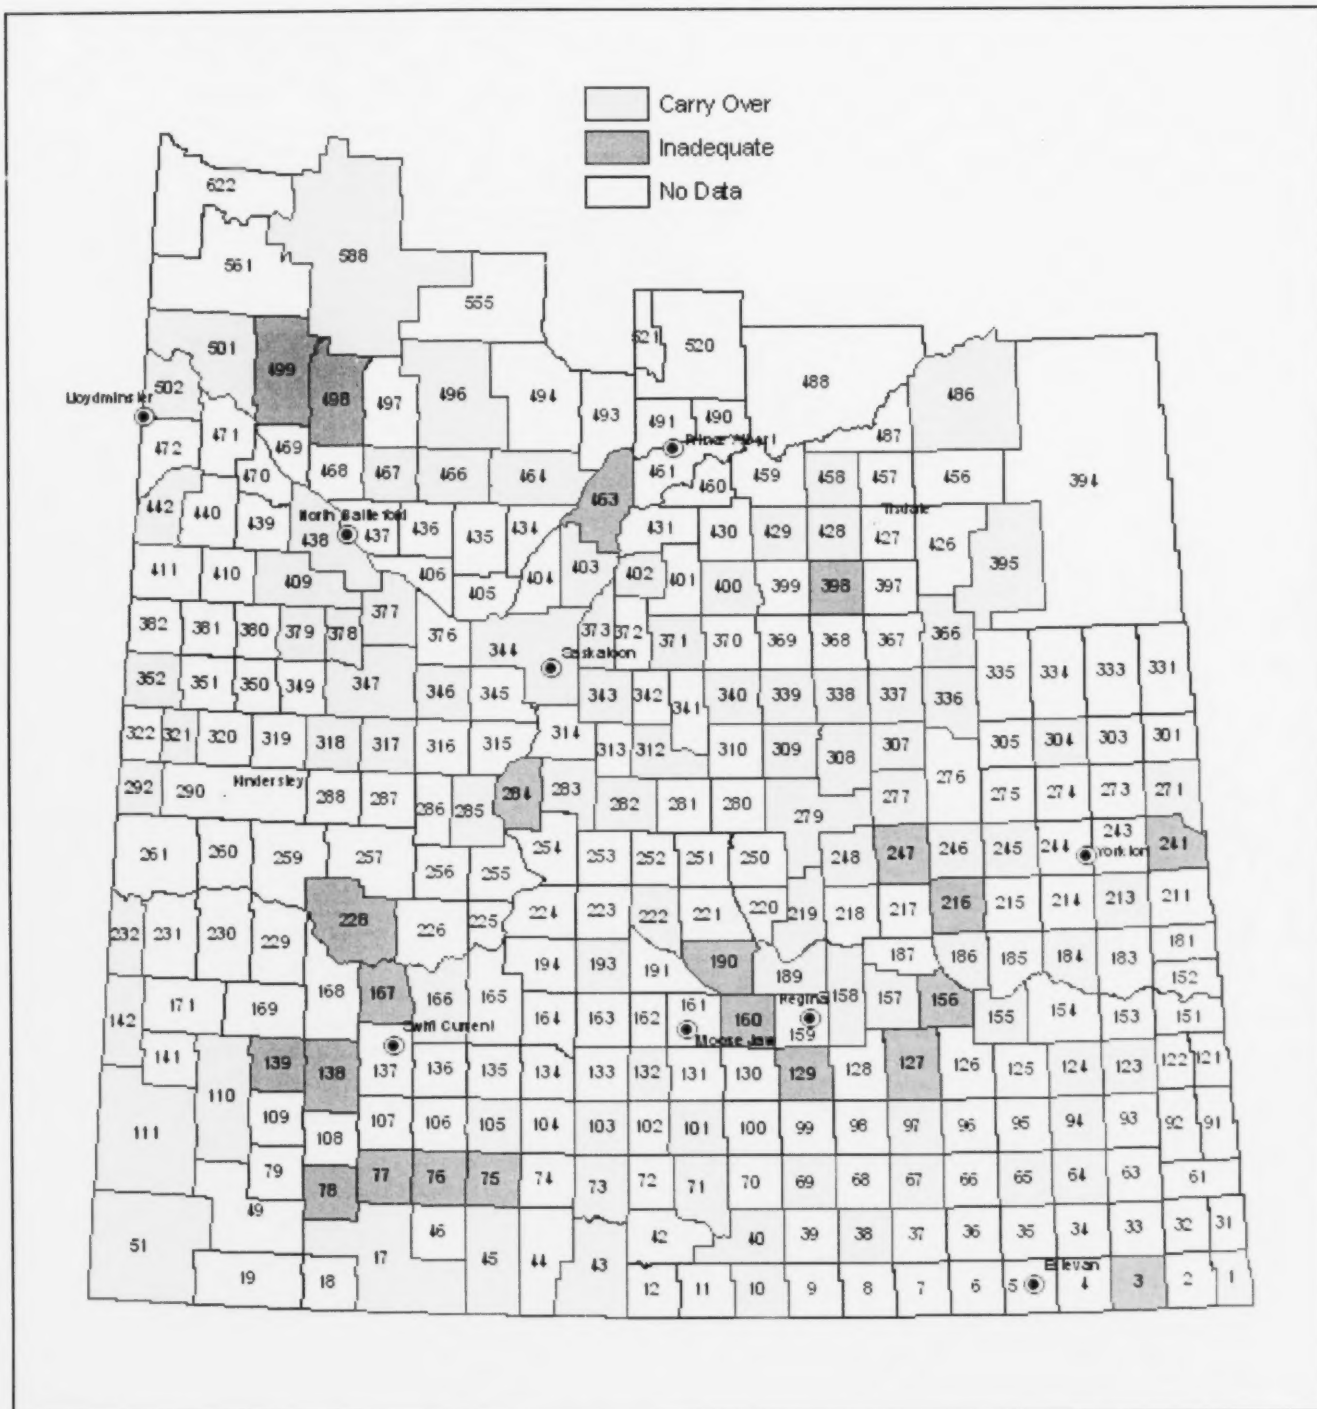 Carry Over
Inadequate
No Data
622
561 588
555
501 499 498 521 520
502 497 496 494 493 488 486
Lloydminster 491 490 487
472 471 469 468 467 466 464 463 461 460 459 458 457 456 394
470
442 440 439 438 North Battleford 437 436 435 434 431 430 429 428 427 426 Tisdale
411 410 409 406 405 404 403 402 401 400 399 398 397 395
382 381 380 379 378 377 376 344 373 372 371 370 369 368 367 366
Saskatoon
352 351 350 349 347 346 345 343 342 341 340 339 338 337 336 335 334 333 331
322 321 320 319 318 317 316 315 314 313 312 310 309 308 307 305 304 303 301
292 290 Kindersley 288 287 286 285 284 283 282 281 280 279 277 276 275 274 273 271
261 260 259 257 256 255 254 253 252 251 250 248 247 246 245 244 243 241
Yorkton
232 231 230 229 228 226 225 224 223 222 221 220 219 218 217 216 215 214 213 211
142 171 169 168 167 166 165 194 193 191 190 189 187 186 185 184 183 181
152
Swift Current 164 163 162 161 Moose Jaw 160 Regina 159 158 157 156 155 154 153 151
141 110 139 138 137 136 135 134 133 132 131 130 129 128 127 126 125 124 123 122 121
111 109 108 107 106 105 104 103 102 101 100 99 98 97 96 95 94 93 92 91
79 78 77 76 75 74 73 72 71 70 69 68 67 66 65 64 63 61
51 49 46 45 44 43 42 40 39 38 37 36 35 34 33 32 31
Estevan
19 18 17 12 11 10 9 8 7 6 5 4 3 2 1